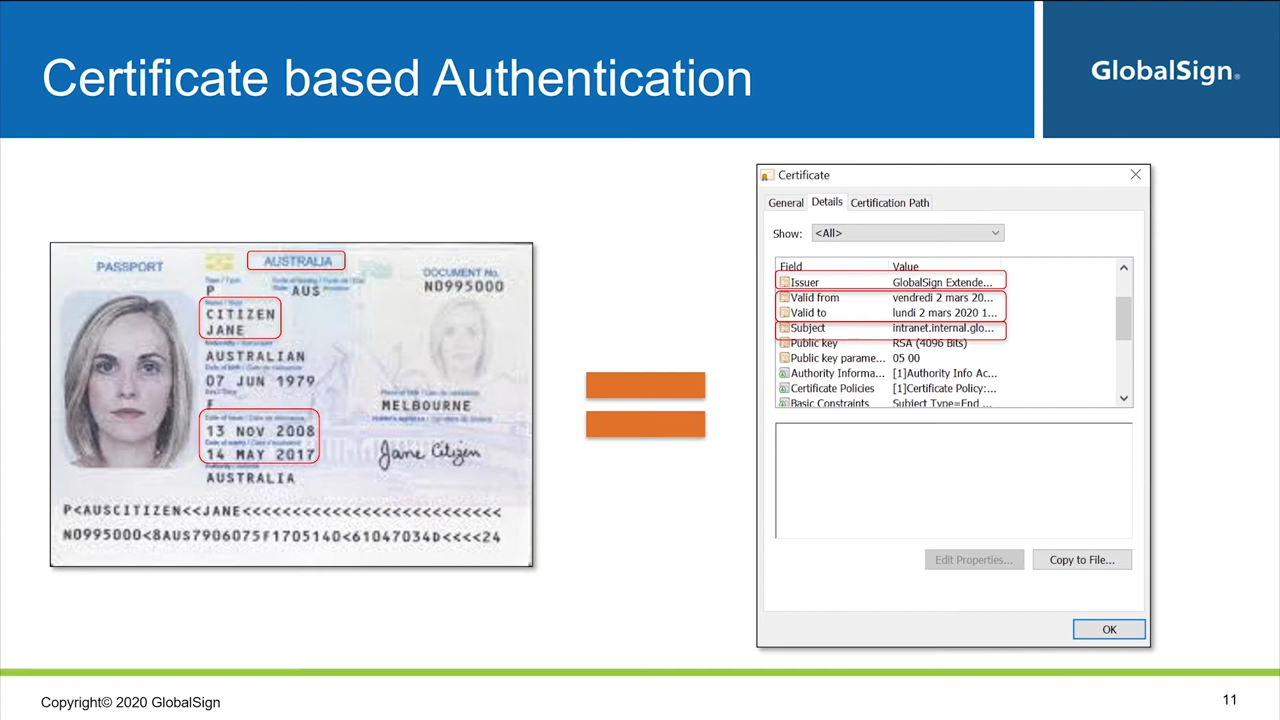 Certificate based Authentication
GlobalSign.
PASSPORT
AUSTRALIA
DOCUMENT No.
P
AUS
N0995000
CITIZEN
JANE
AUSTRALIAN
07 JUN 1979
F
MELBOURNE
13 NOV 2008
14 MAY 2017
Jane Citizen
AUSTRALIA
P<AUSCITIZEN<<JANE<<<<<<<<<<<<<<<<<<<<<<<<<<
N0995000<8AUS7906075F1705140<61047034D<<<<24
Certificate
General Details Certification Path
Show: <All>
Field Value
Issuer GlobalSign Extende...
Valid from vendredi 2 mars 20...
Valid to lundi 2 mars 2020 1...
Subject intranet.internal.glo...
Public key RSA (4096 Bits)
Public key parame... 05 00
Authority Informa... [1]Authority Info Ac...
Certificate Policies [1]Certificate Policy:...
Basic Constraints Subject Type=End ...
Edit Properties... Copy to File...
OK
Copyright© 2020 GlobalSign
11